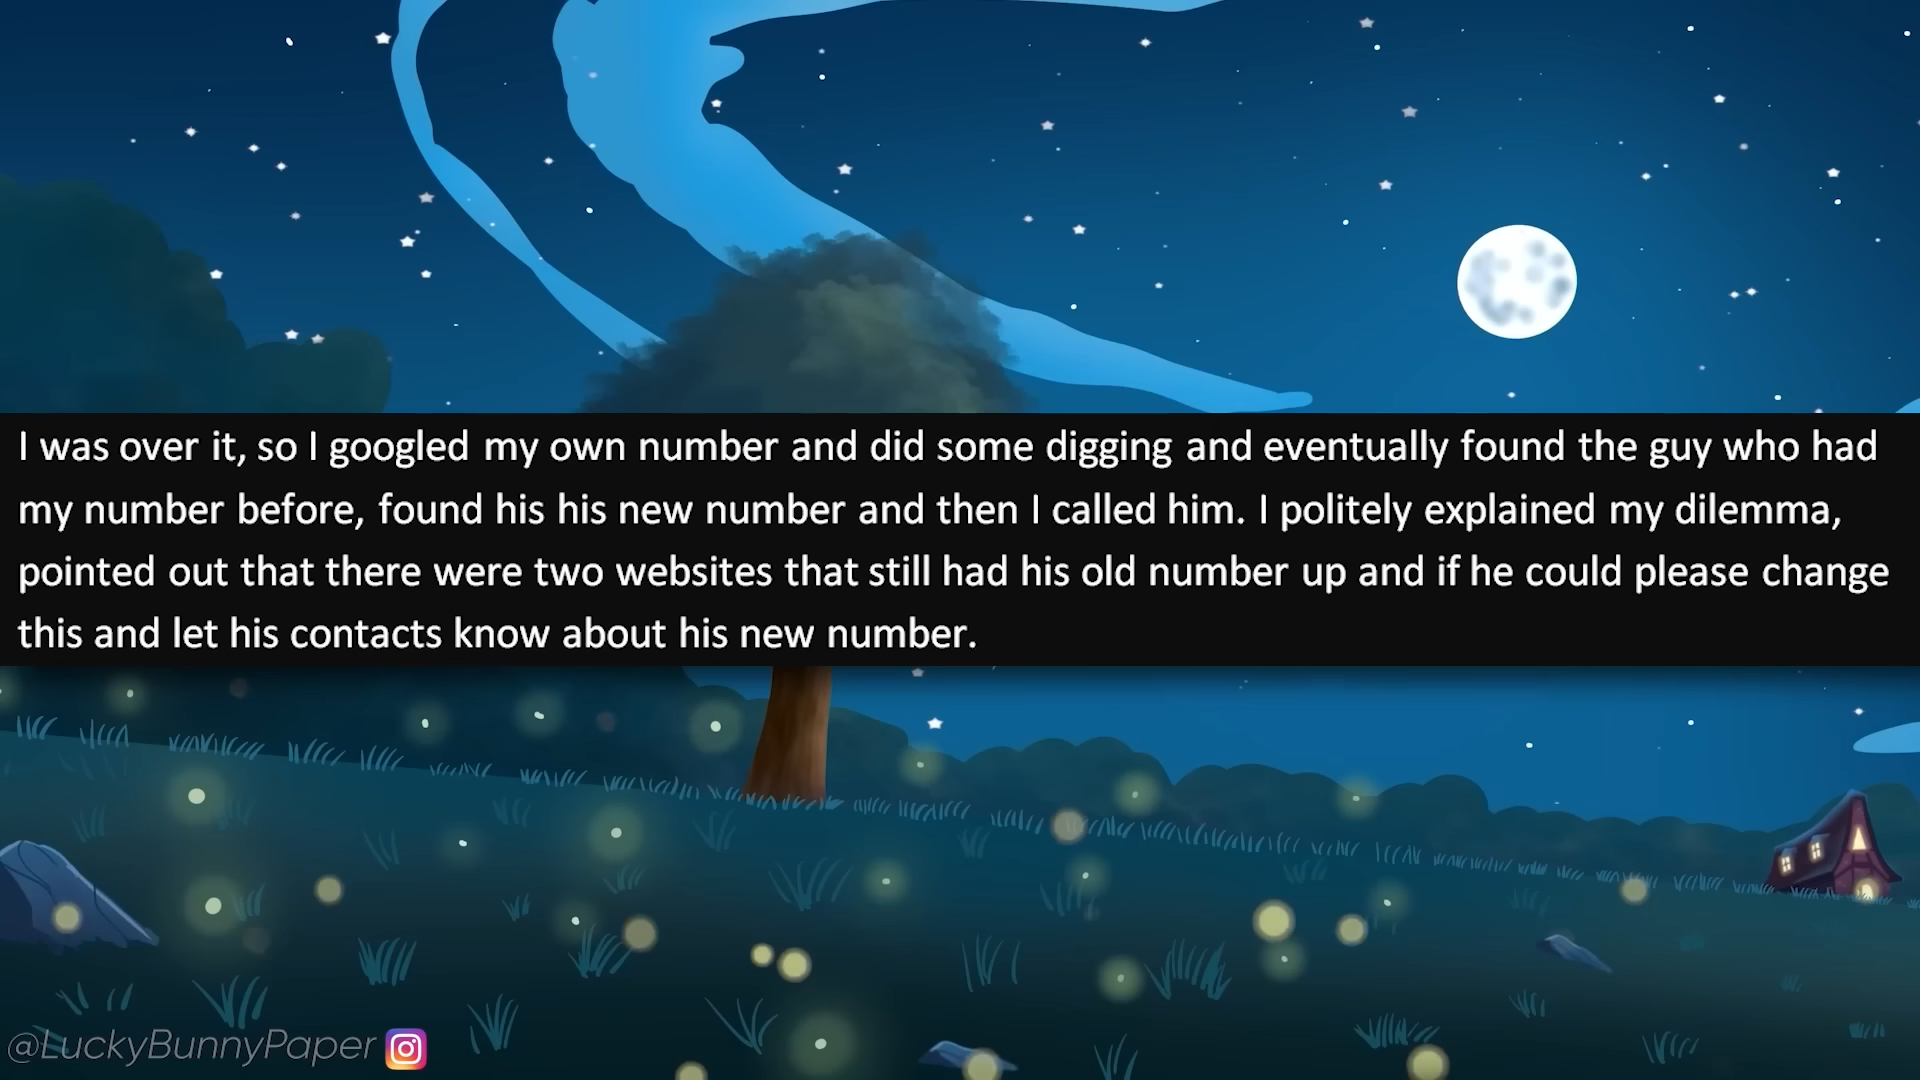 I was over it, so I googled my own number and did some digging and eventually found the guy who had
my number before, found his his new number and then I called him. I politely explained my dilemma,
pointed out that there were two websites that still had his old number up and if he could please change
this and let his contacts know about his new number.
@LuckyBunnyPaper